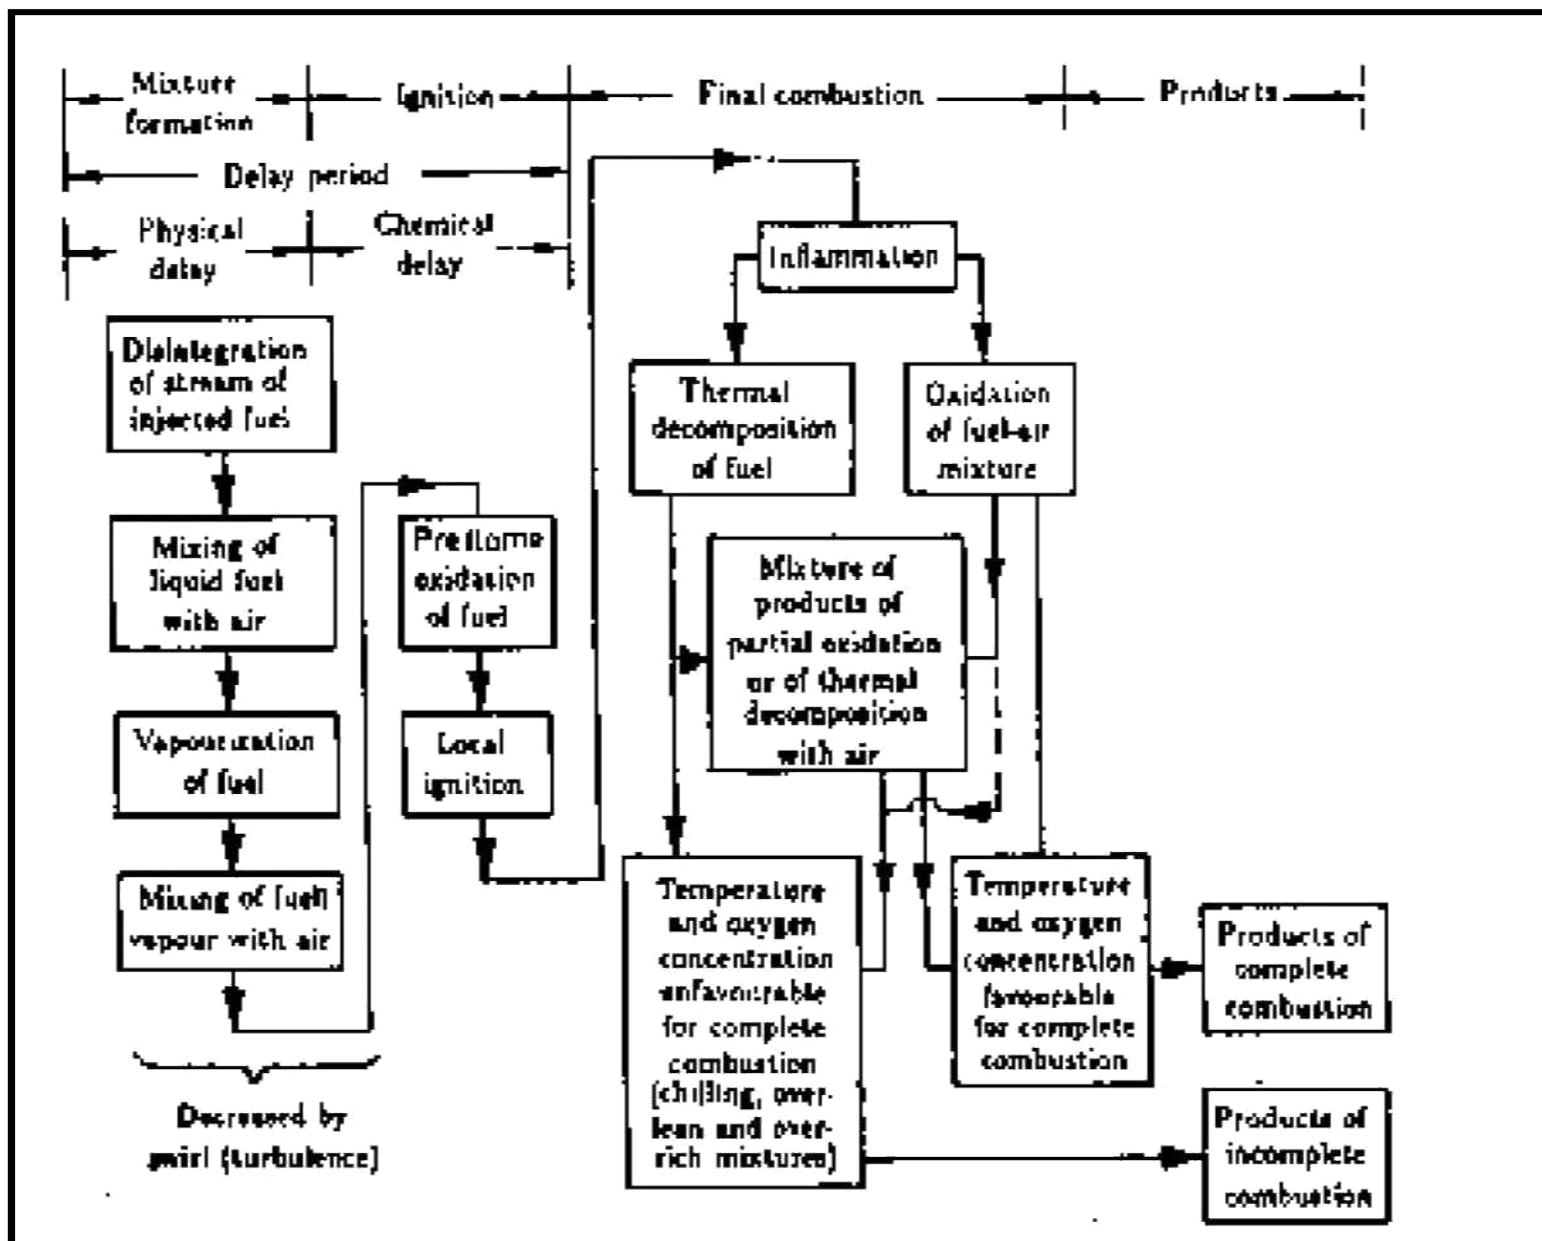 Mixture
formation
Ignition
Final combustion
Products
Delay period
Physical
delay
Chemical
delay
Inflammation
Disintegration
of stream of
injected fuel
Thermal
decomposition
of fuel
Oxidation
of fuel-air
mixture
Mixing of
liquid fuel
with air
Preflame
oxidation
of fuel
Mixture of
products of
partial oxidation
or of thermal
decomposition
with air
Vapourization
of fuel
Local
ignition
Mixing of fuel
vapour with air
Temperature
and oxygen
concentration
unfavourable
for complete
combustion
(chilling, over-
lean and over-
rich mixtures)
Temperature
and oxygen
concentration
favourable
for complete
combustion
Products of
complete
combustion
Products of
incomplete
combustion
Decreased by
swirl (turbulence)